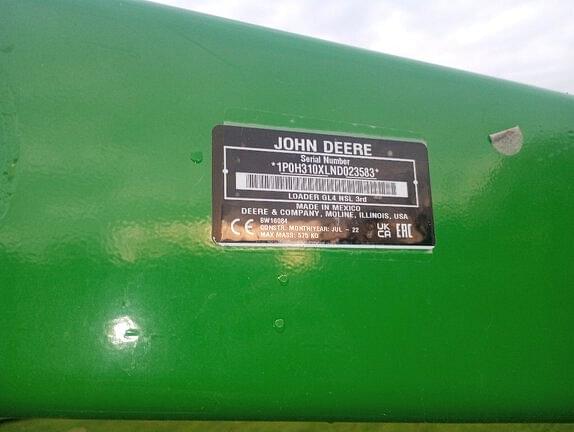 JOHN DEERE
Serial Number
*1P0H310XLND023583*
LOADER GL4 NSL 3rd
MADE IN MEXICO
DEERE & COMPANY, MOLINE, ILLINOIS, USA
BW16084
CONSTR. MONTH/YEAR: JUL - 22
MAX MASS: 575 KG
CE
UK
CA
EAC